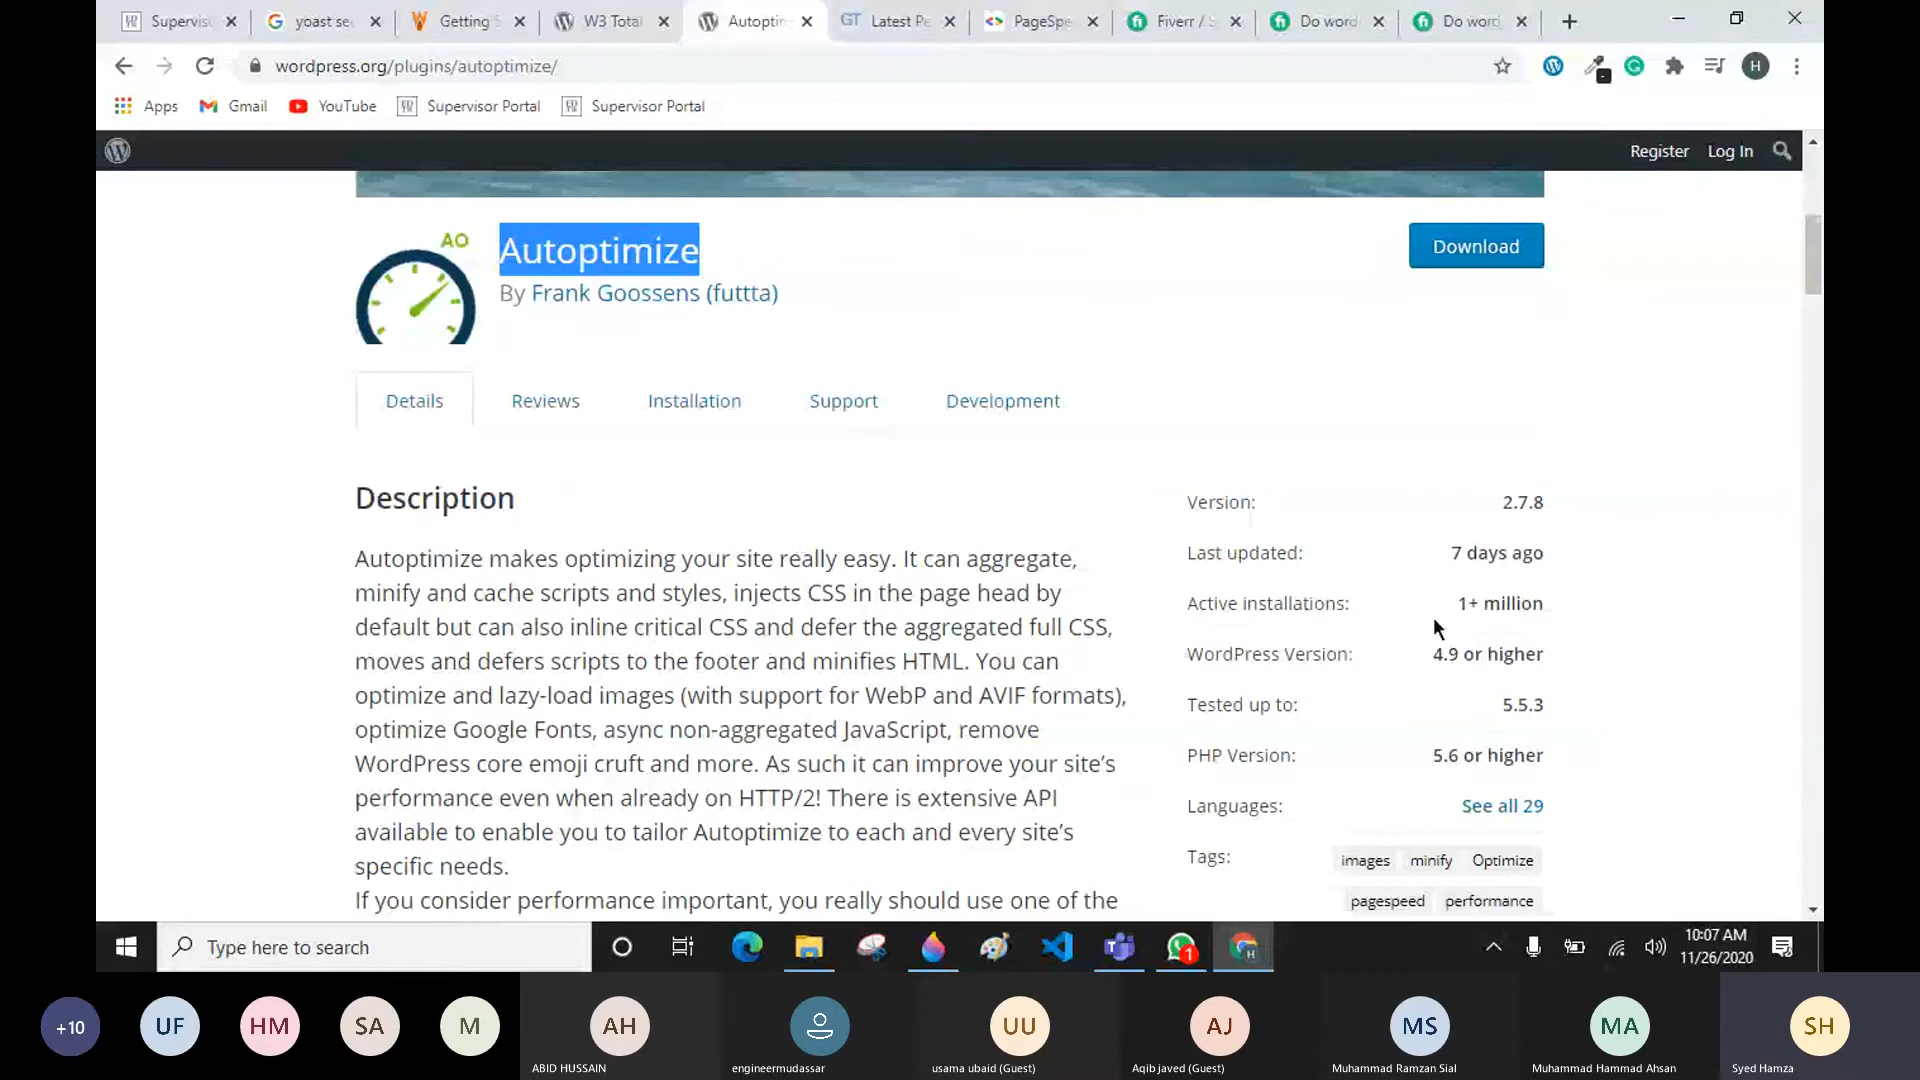 Supervis
yoast se
Getting S
W3 Total
Autoptim
GT Latest Pe
PageSpe
Fiverr / S
Do word
Do word
wordpress.org/plugins/autoptimize/
H
Apps
Gmail
YouTube
Supervisor Portal
Supervisor Portal
Register
Log In
AO
Autoptimize
Download
By Frank Goossens (futtta)
Details
Reviews
Installation
Support
Development
Description
Autoptimize makes optimizing your site really easy. It can aggregate,
minify and cache scripts and styles, injects CSS in the page head by
default but can also inline critical CSS and defer the aggregated full CSS,
moves and defers scripts to the footer and minifies HTML. You can
optimize and lazy-load images (with support for WebP and AVIF formats),
optimize Google Fonts, async non-aggregated JavaScript, remove
WordPress core emoji cruft and more. As such it can improve your site's
performance even when already on HTTP/2! There is extensive API
available to enable you to tailor Autoptimize to each and every site's
specific needs.
If you consider performance important, you really should use one of the
Version: 2.7.8
Last updated: 7 days ago
Active installations: 1+ million
WordPress Version: 4.9 or higher
Tested up to: 5.5.3
PHP Version: 5.6 or higher
Languages: See all 29
Tags: images minify Optimize
pagespeed performance
Type here to search
1
H
10:07 AM
11/26/2020
+10
UF
HM
SA
M
AH
UU
AJ
MS
MA
SH
ABID HUSSAIN
engineermudassar
usama ubaid (Guest)
Aqib javed (Guest)
Muhammad Ramzan Sial
Muhammad Hammad Ahsan
Syed Hamza